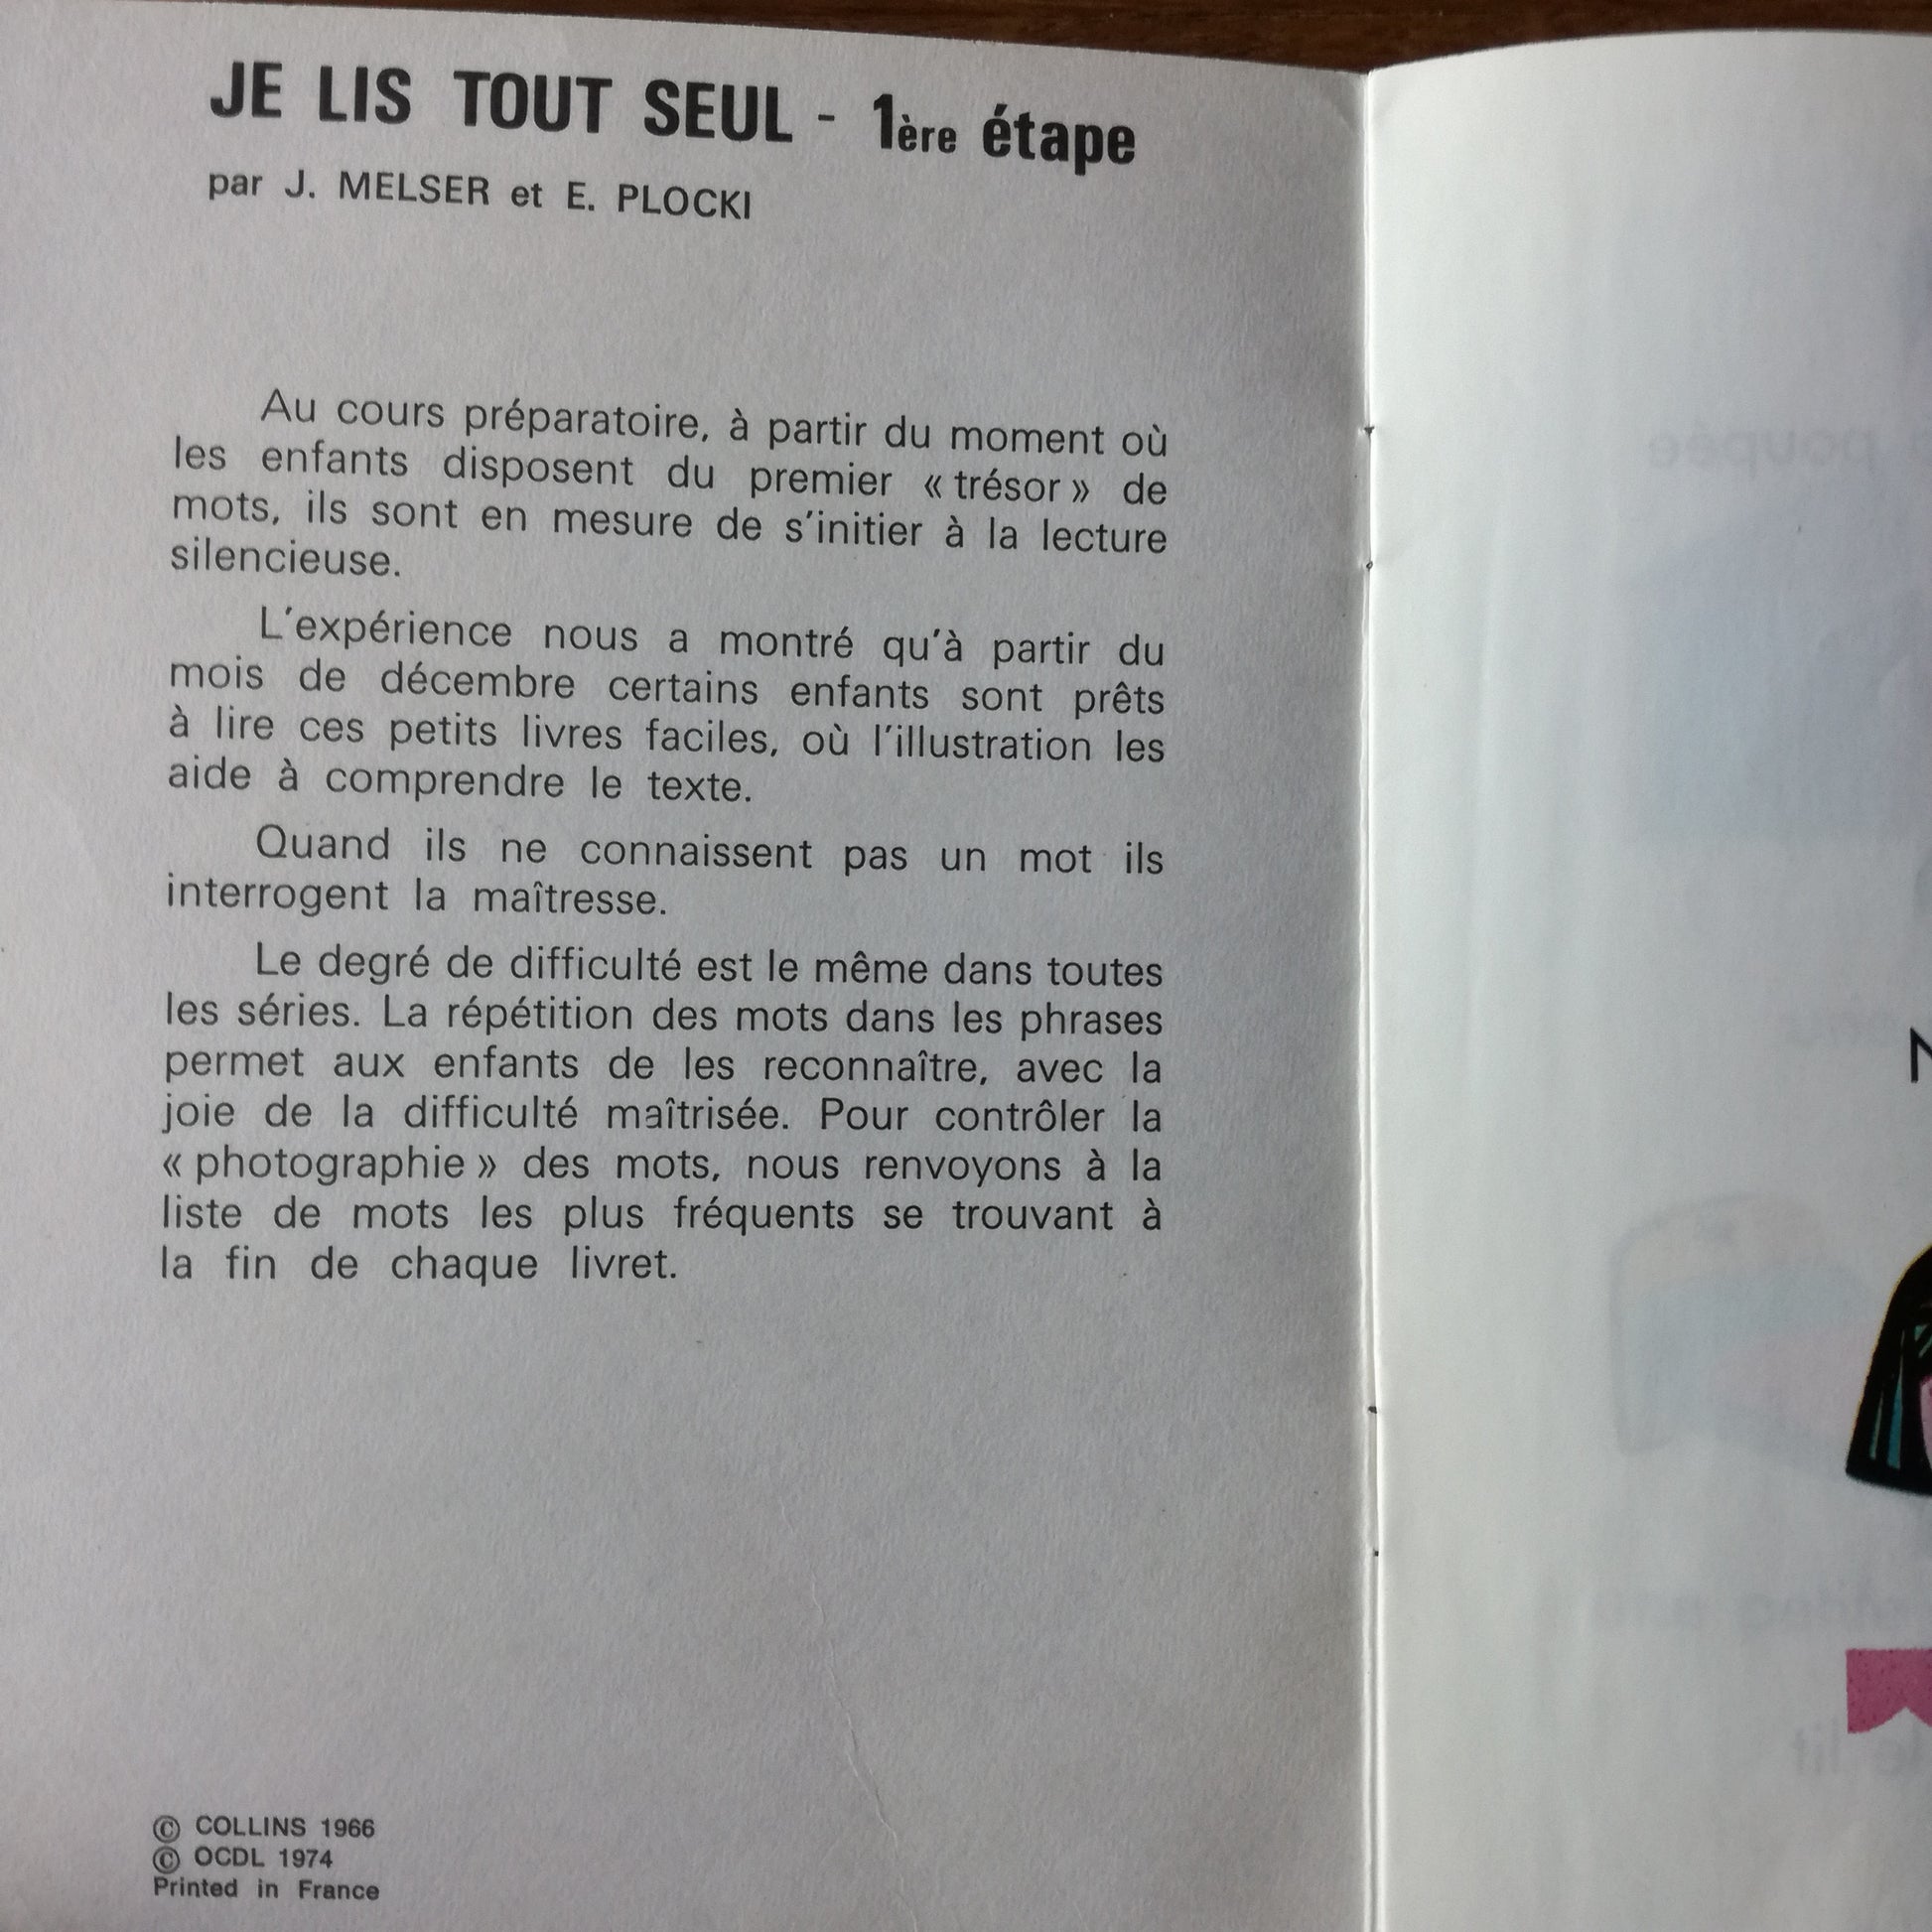 JE LIS TOUT SEUL - 1ère étape
par J. MELSER et E. PLOCKI
Au cours préparatoire, à partir du moment où
les enfants disposent du premier « trésor » de
mots, ils sont en mesure de s'initier à la lecture
silencieuse.
L'expérience nous a montré qu'à partir du
mois de décembre certains enfants sont prêts
à lire ces petits livres faciles, où l'illustration les
aide à comprendre le texte.
Quand ils ne connaissent pas un mot ils
interrogent la maîtresse.
Le degré de difficulté est le même dans toutes
les séries. La répétition des mots dans les phrases
permet aux enfants de les reconnaître, avec la
joie de la difficulté maîtrisée. Pour contrôler la
« photographie » des mots, nous renvoyons à la
liste de mots les plus fréquents se trouvant à
la fin de chaque livret.
© COLLINS 1966
© OCDL 1974
Printed in France
poupée
lit